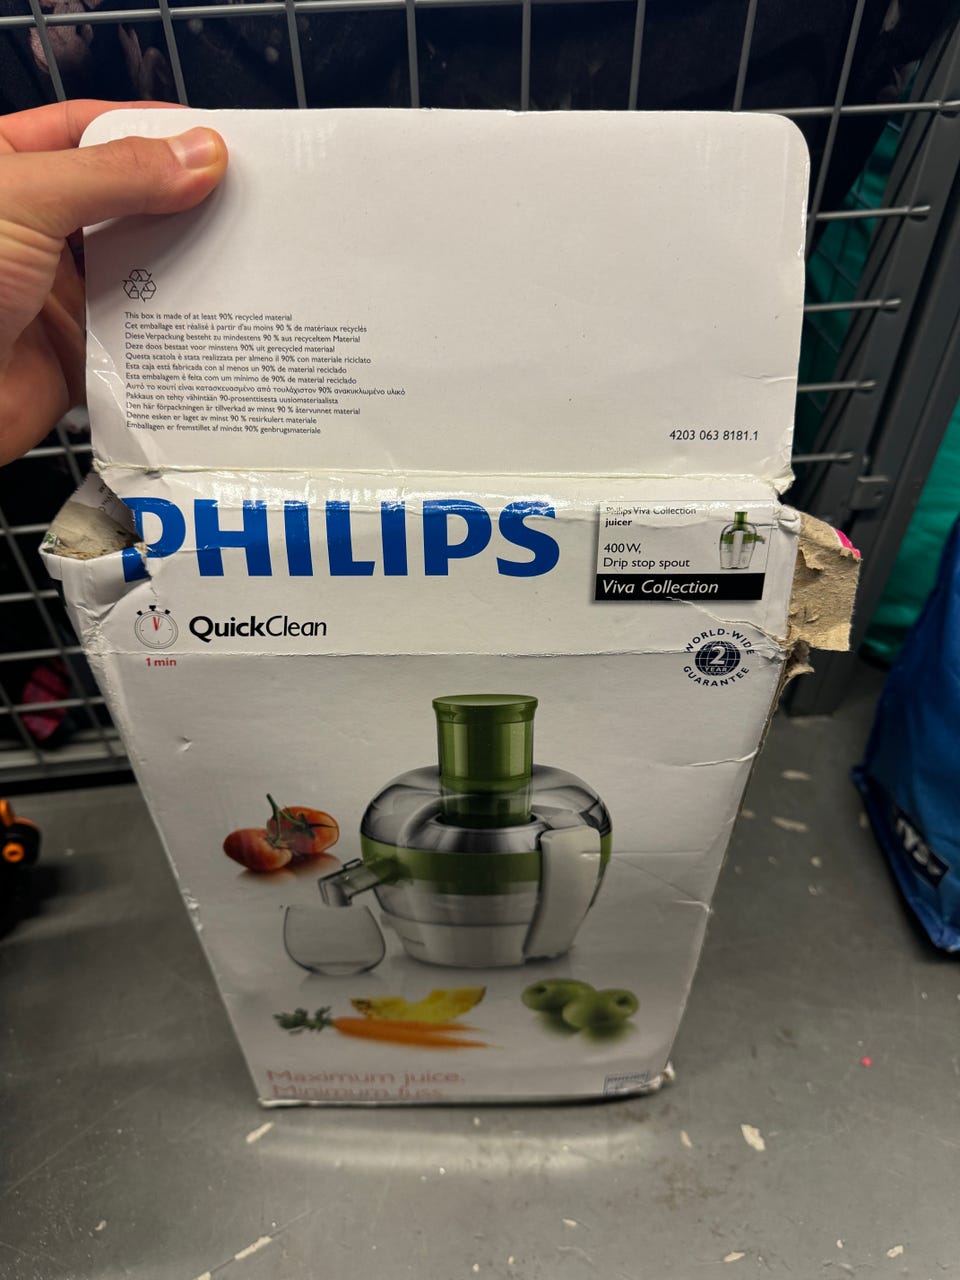 This box is made of at least 90% recycled material
Cet emballage est réalisé à partir d'au moins 90 % de matériaux recyclés
Diese Verpackung besteht zu mindestens 90 % aus recyceltem Material
Deze doos bestaat voor minstens 90% uit gerecycled materiaal
Questa scatola è stata realizzata per almeno il 90% con materiale riciclato
Esta caja está fabricada con al menos un 90% de material reciclado
Esta embalagem é feita com um mínimo de 90% de material reciclado
Αυτό το κουτί είναι κατασκευασμένο από τουλάχιστον 90% ανακυκλωμένο υλικό
Pakkaus on tehty vähintään 90-prosenttisesta uusiomateriaalista
Den här förpackningen är tillverkad av minst 90 % återvunnet material
Denne esken er laget av minst 90 % resirkulert materiale
Emballagen er fremstillet af mindst 90% genbrugsmateriale
4203 063 8181.1
PHILIPS
Philips Viva Collection
juicer
400W,
Drip stop spout
Viva Collection
QuickClean
1 min
WORLD-WIDE
2
YEAR
GUARANTEE
Maximum juice.
Minimum fuss.